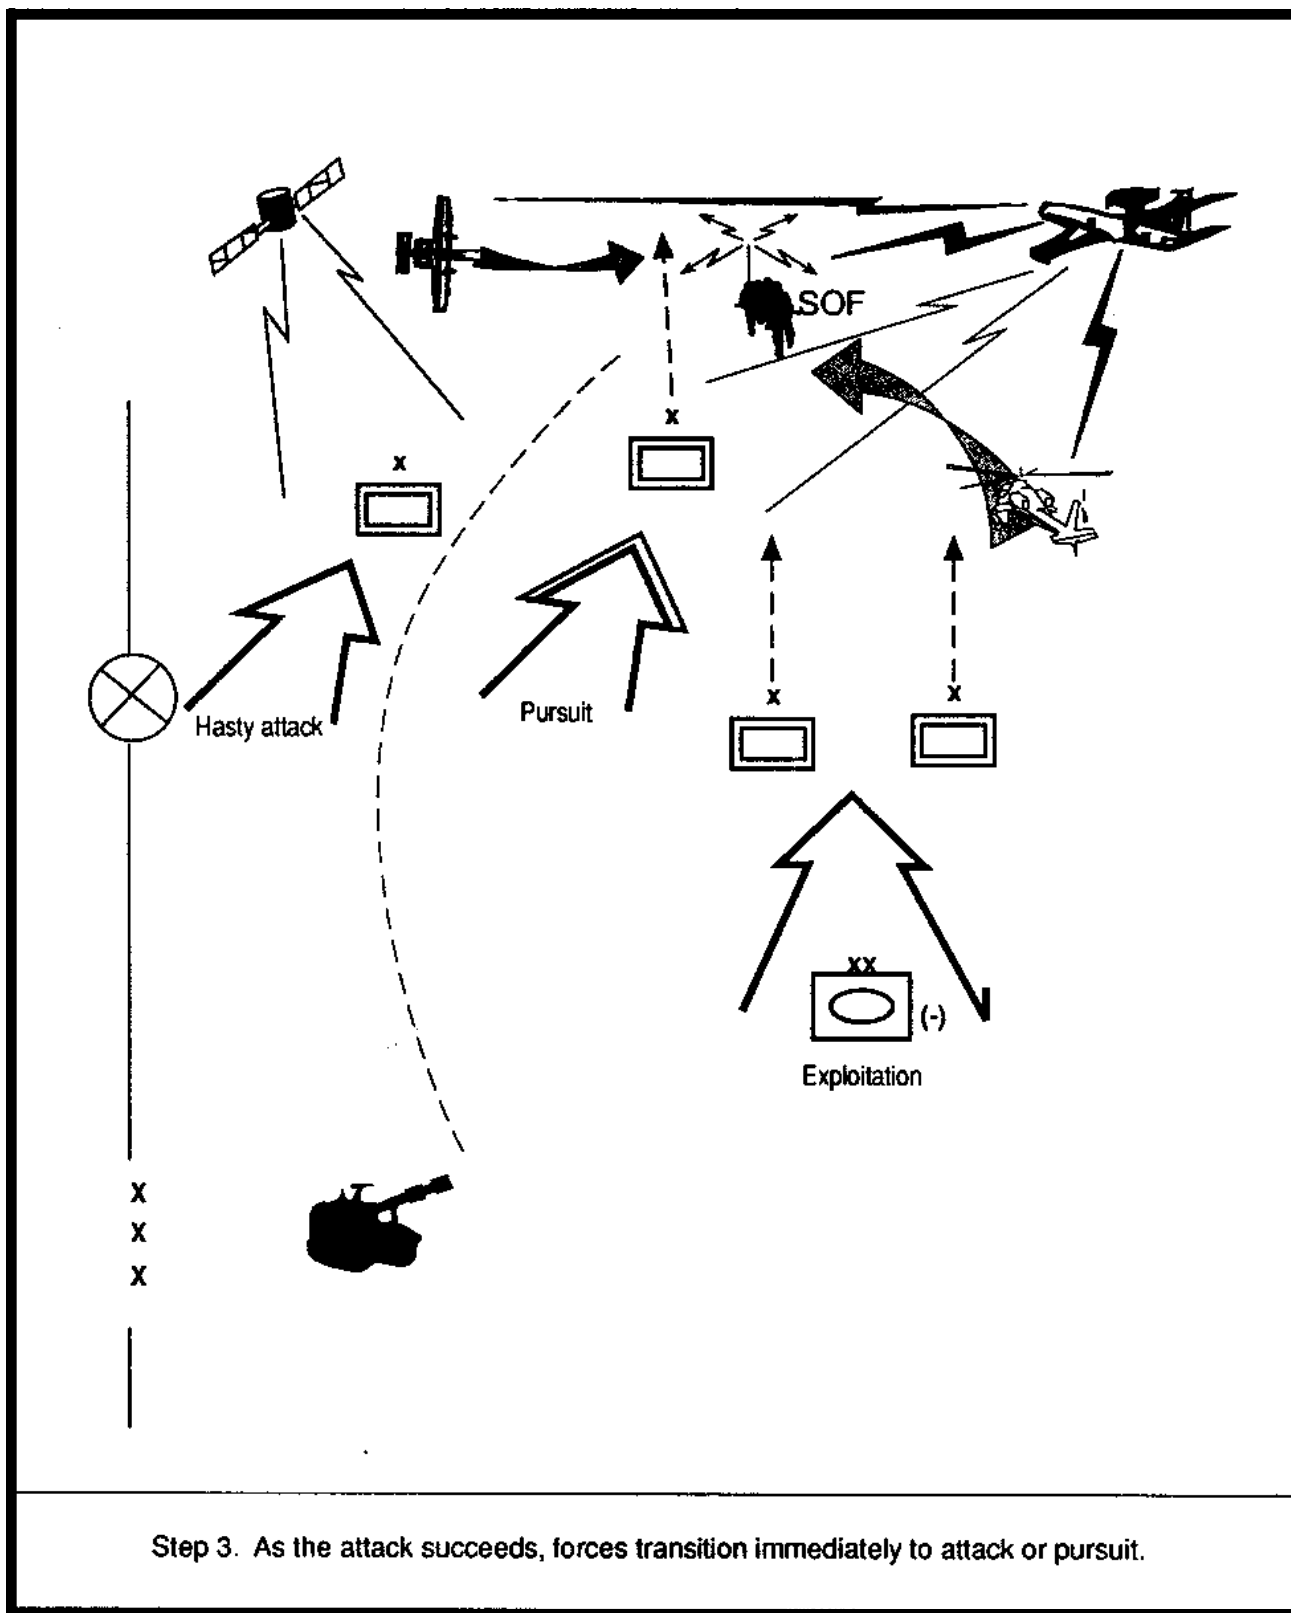 SOF
x
x
Hasty attack
Pursuit
x
x
xx
(-)
Exploitation
X
X
X
Step 3. As the attack succeeds, forces transition immediately to attack or pursuit.